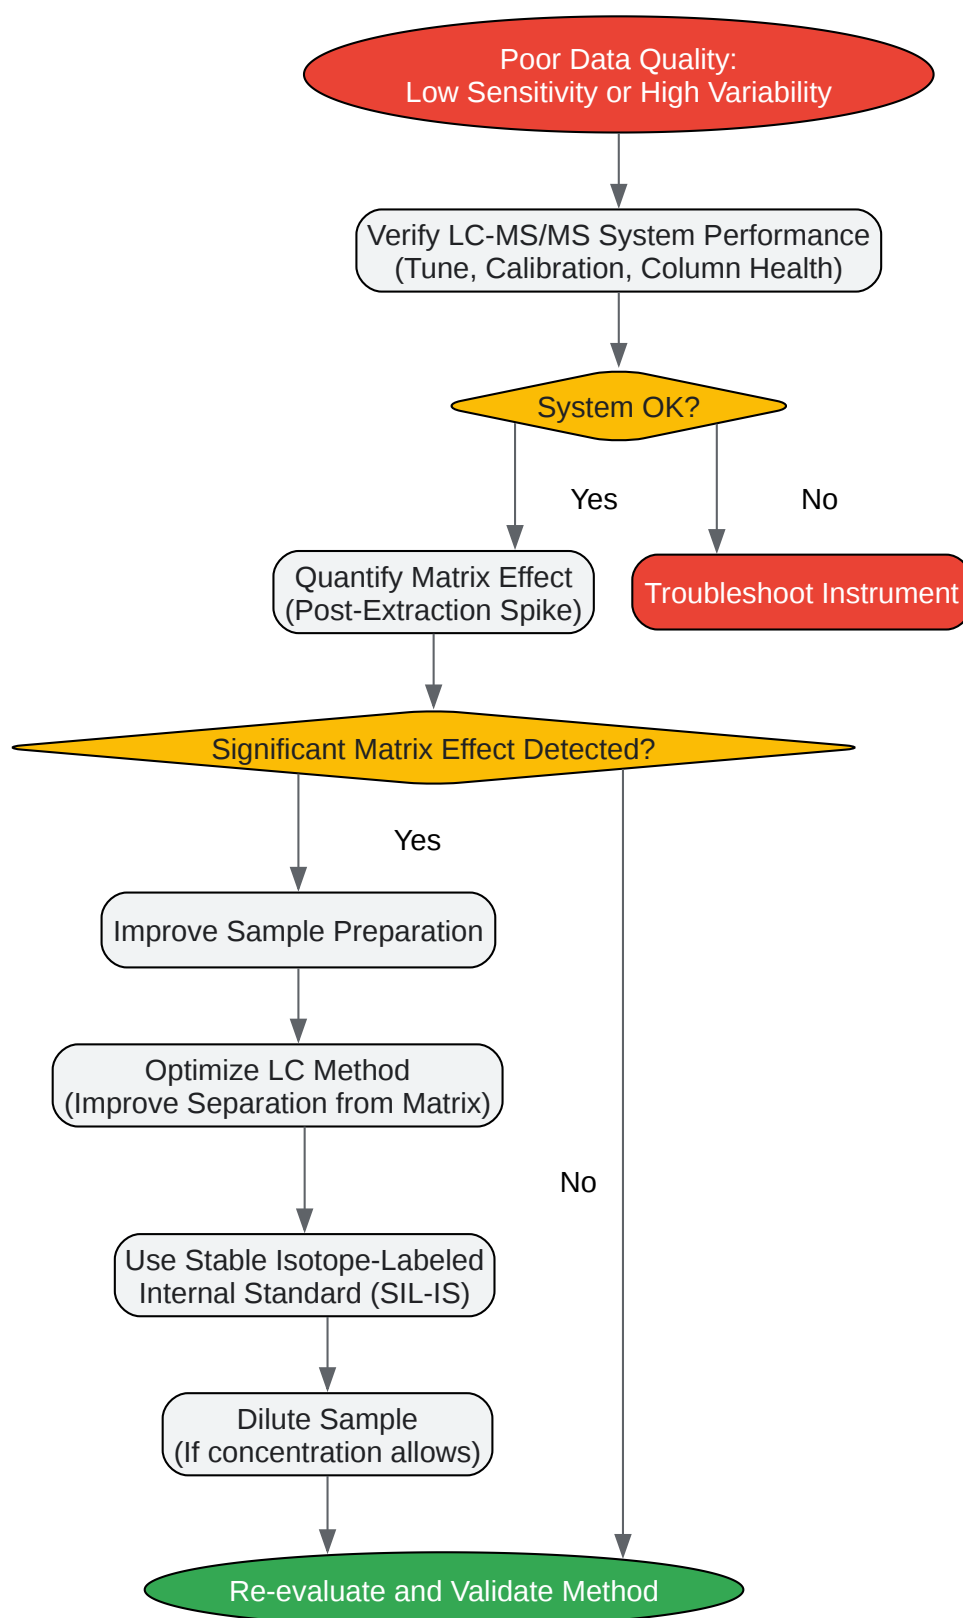 Poor Data Quality:
Low Sensitivity or High Variability
Verify LC-MS/MS System Performance
(Tune, Calibration, Column Health)
System OK?
Yes
No
Quantify Matrix Effect
(Post-Extraction Spike)
Troubleshoot Instrument
Significant Matrix Effect Detected?
Yes
Improve Sample Preparation
Optimize LC Method
(Improve Separation from Matrix)
No
Use Stable Isotope-Labeled
Internal Standard (SIL-IS)
Dilute Sample
(If concentration allows)
Re-evaluate and Validate Method